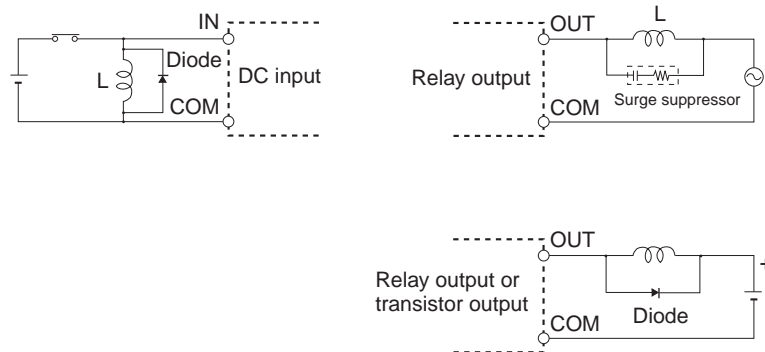 IN
Diode
L
DC input
COM
OUT
L
Relay output
Surge suppressor
COM
OUT
+
Relay output or
transistor output
Diode
COM